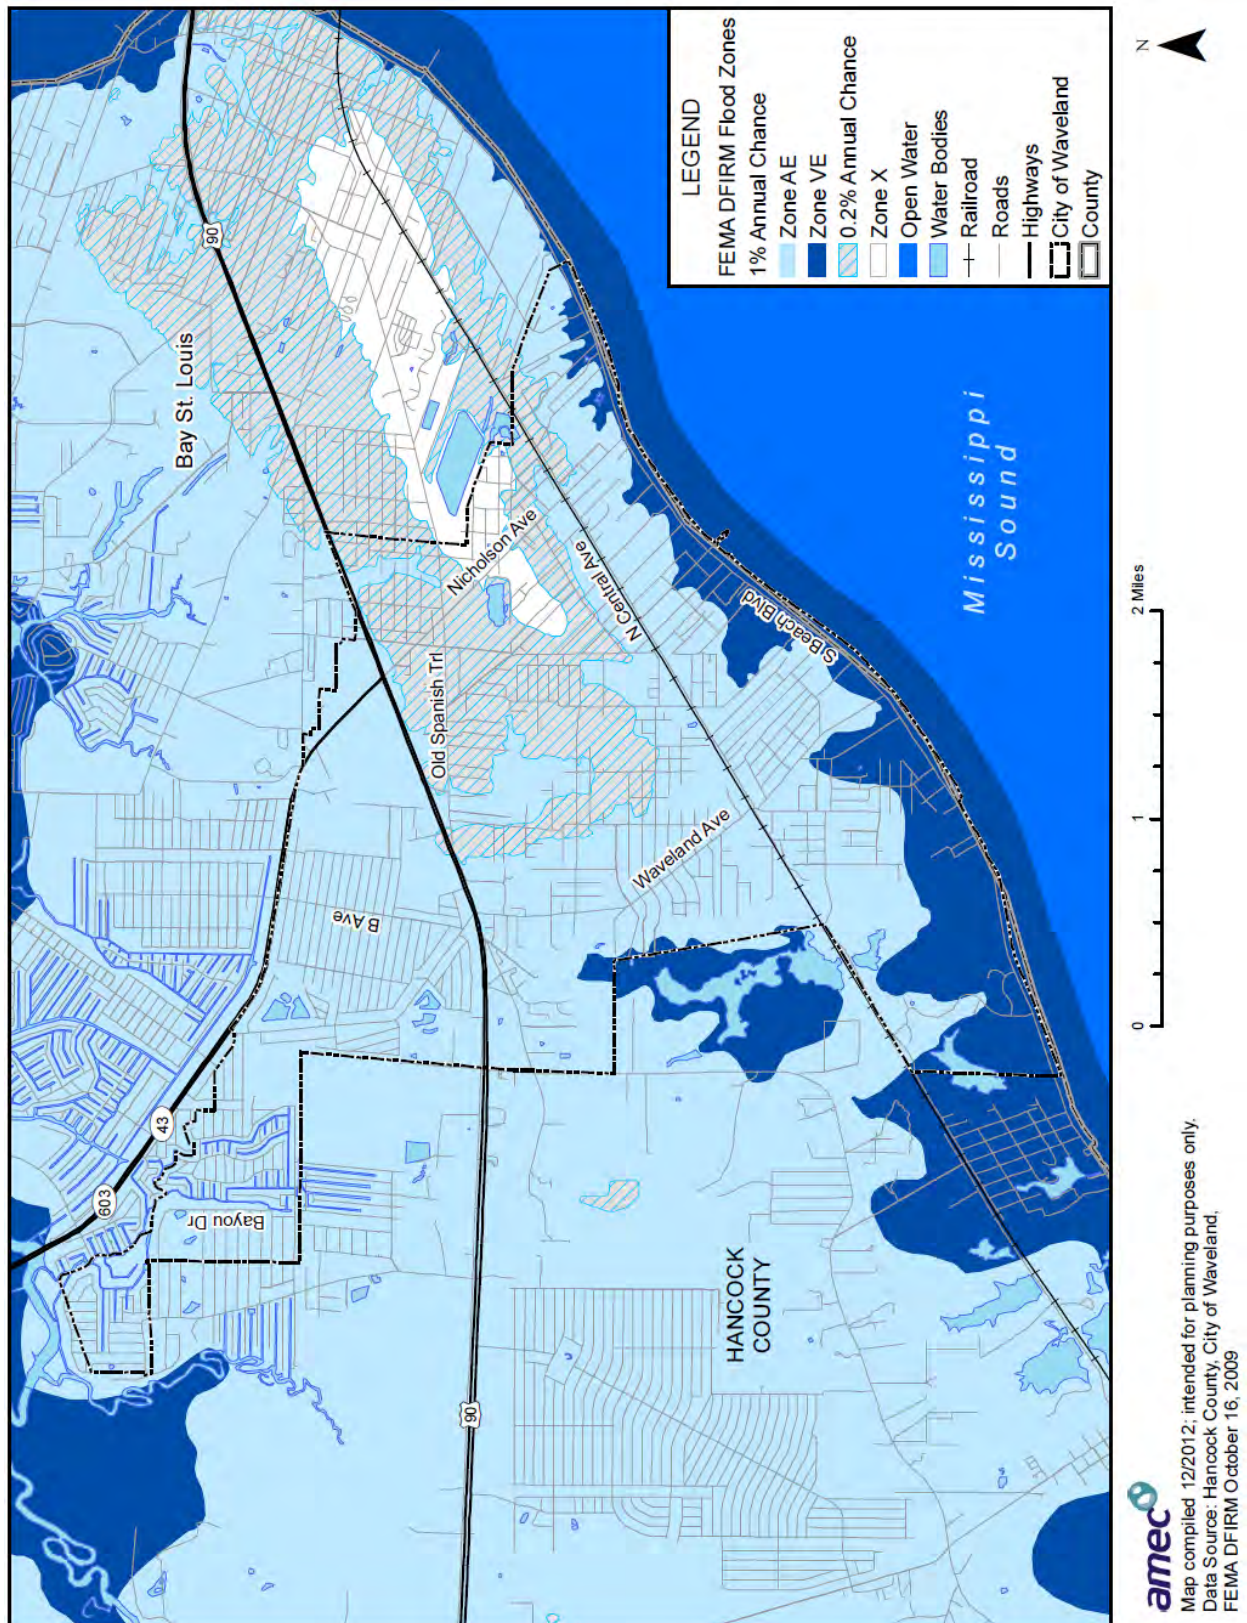 LEGEND
FEMA DFIRM Flood Zones
1% Annual Chance
Zone AE
Zone VE
0.2% Annual Chance
Zone X
Open Water
Water Bodies
Railroad
Roads
Highways
City of Waveland
County
N
Bay St. Louis
90
Nicholson Ave
Old Spanish Trl
N Central Ave
S Beach Blvd
Mississippi
Sound
Waveland Ave
B Ave
43
603
Bayou Dr
90
HANCOCK
COUNTY
0
1
2 Miles
amec
Map compiled 12/2012; intended for planning purposes only.
Data Source: Hancock County, City of Waveland,
FEMA DFIRM October 16, 2009